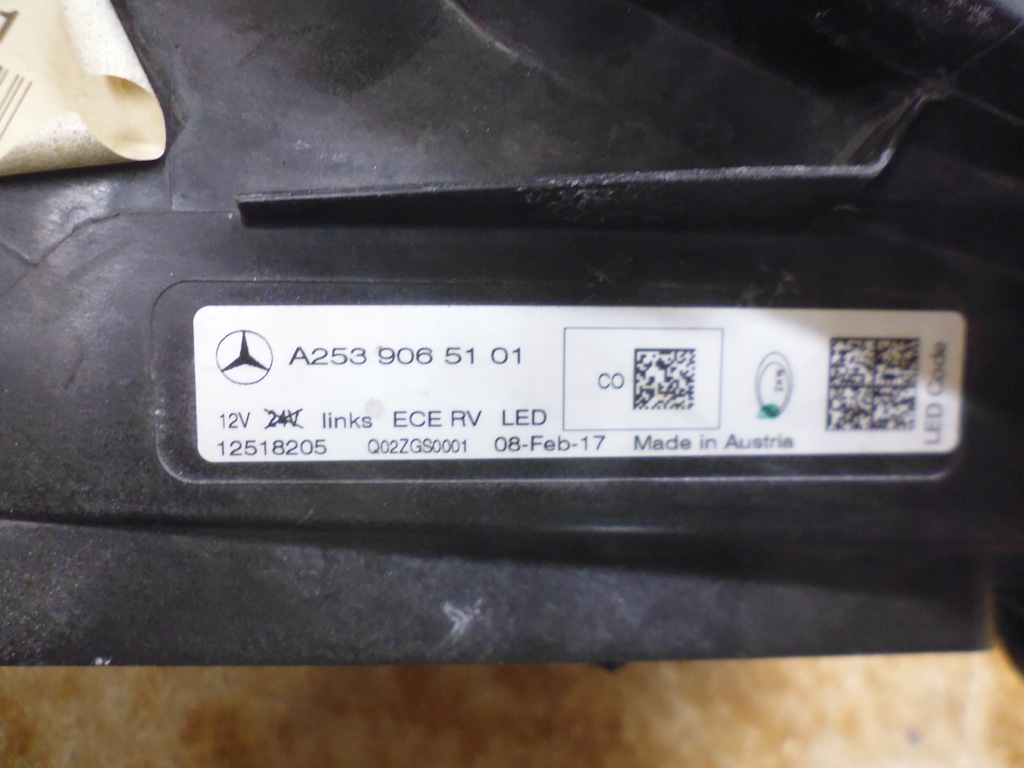 A253 906 51 01
CO
12V 24V links ECE RV LED
12518205 Q02ZGS0001 08-Feb-17 Made in Austria
LED Code